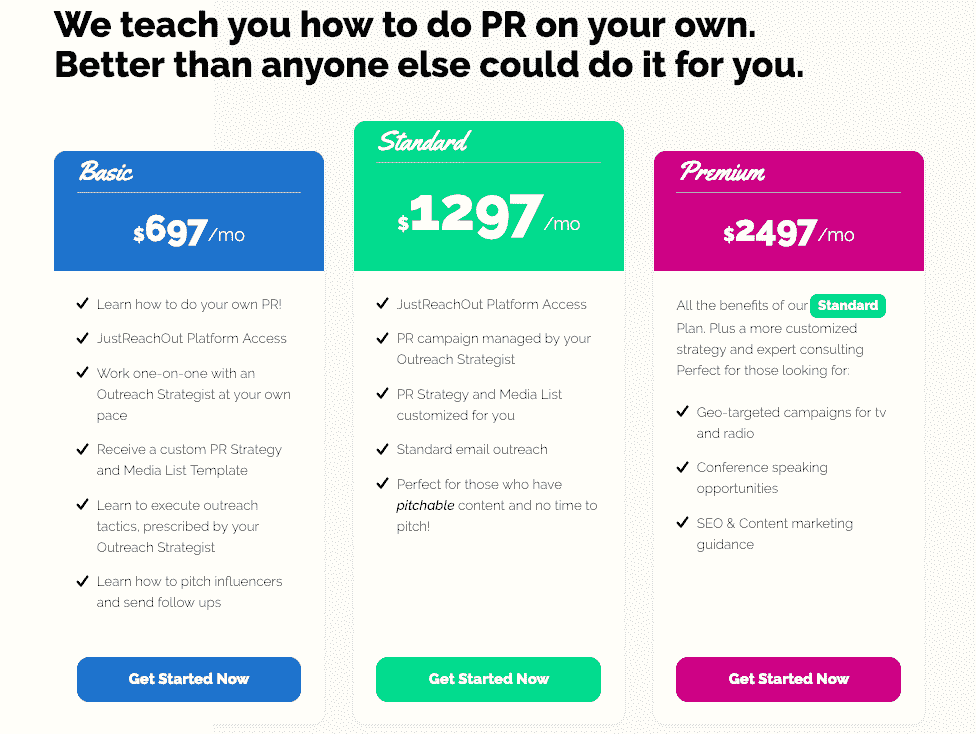 We teach you how to do PR on your own.
Better than anyone else could do it for you.
Basic
$697/mo
Learn how to do your own PR!
JustReachOut Platform Access
Work one-on-one with an
Outreach Strategist at your own
pace
Receive a custom PR Strategy
and Media List Template
Learn to execute outreach
tactics, prescribed by your
Outreach Strategist
Learn how to pitch influencers
and send follow ups
Get Started Now
Standard
$1297/mo
JustReachOut Platform Access
PR campaign managed by your
Outreach Strategist
PR Strategy and Media List
customized for you
Standard email outreach
Perfect for those who have
pitchable content and no time to
pitch!
Get Started Now
Premium
$2497/mo
All the benefits of our Standard
Plan. Plus a more customized
strategy and expert consulting
Perfect for those looking for:
Geo-targeted campaigns for tv
and radio
Conference speaking
opportunities
SEO & Content marketing
guidance
Get Started Now